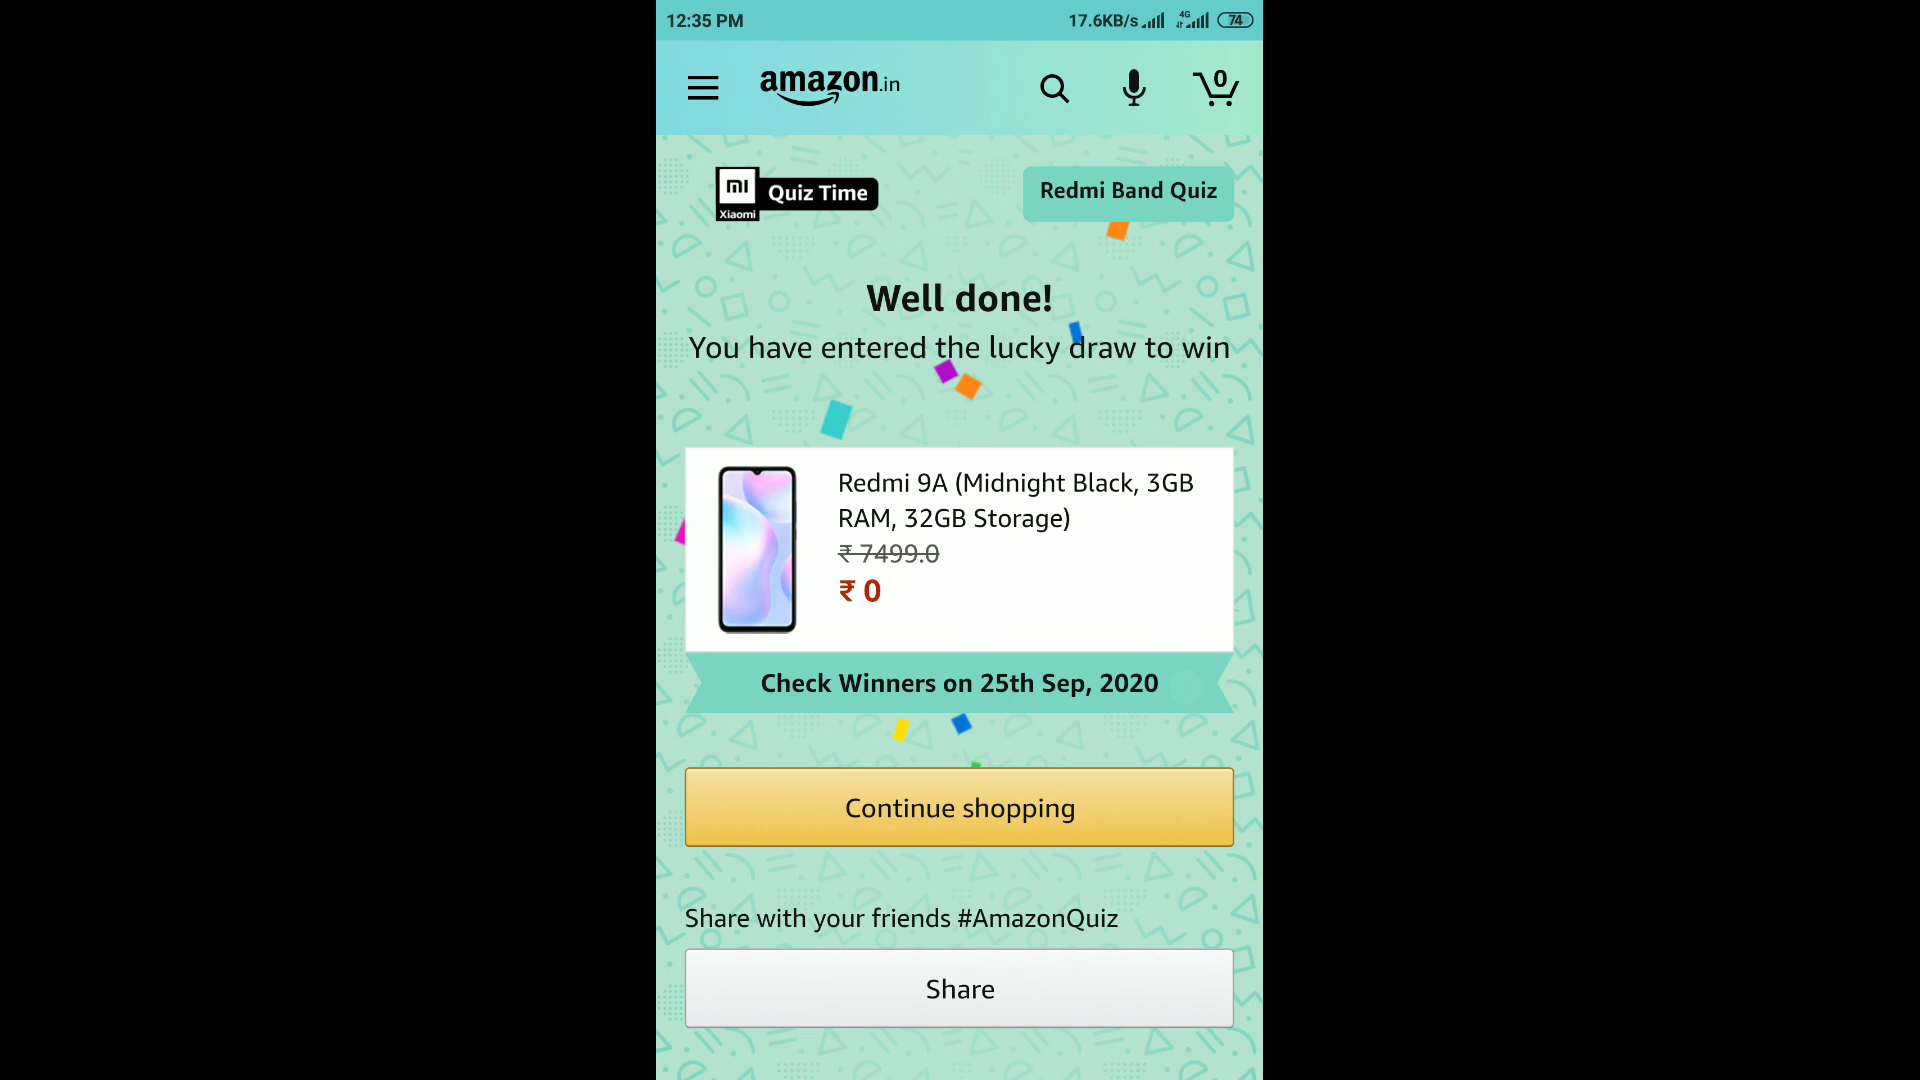 12:35 PM 17.6KB/s 4G 74
amazon.in 0
mi Quiz Time
Xiaomi
Redmi Band Quiz
Well done!
You have entered the lucky draw to win
Redmi 9A (Midnight Black, 3GB
RAM, 32GB Storage)
₹ 7499.0
₹ 0
Check Winners on 25th Sep, 2020
Continue shopping
Share with your friends #AmazonQuiz
Share